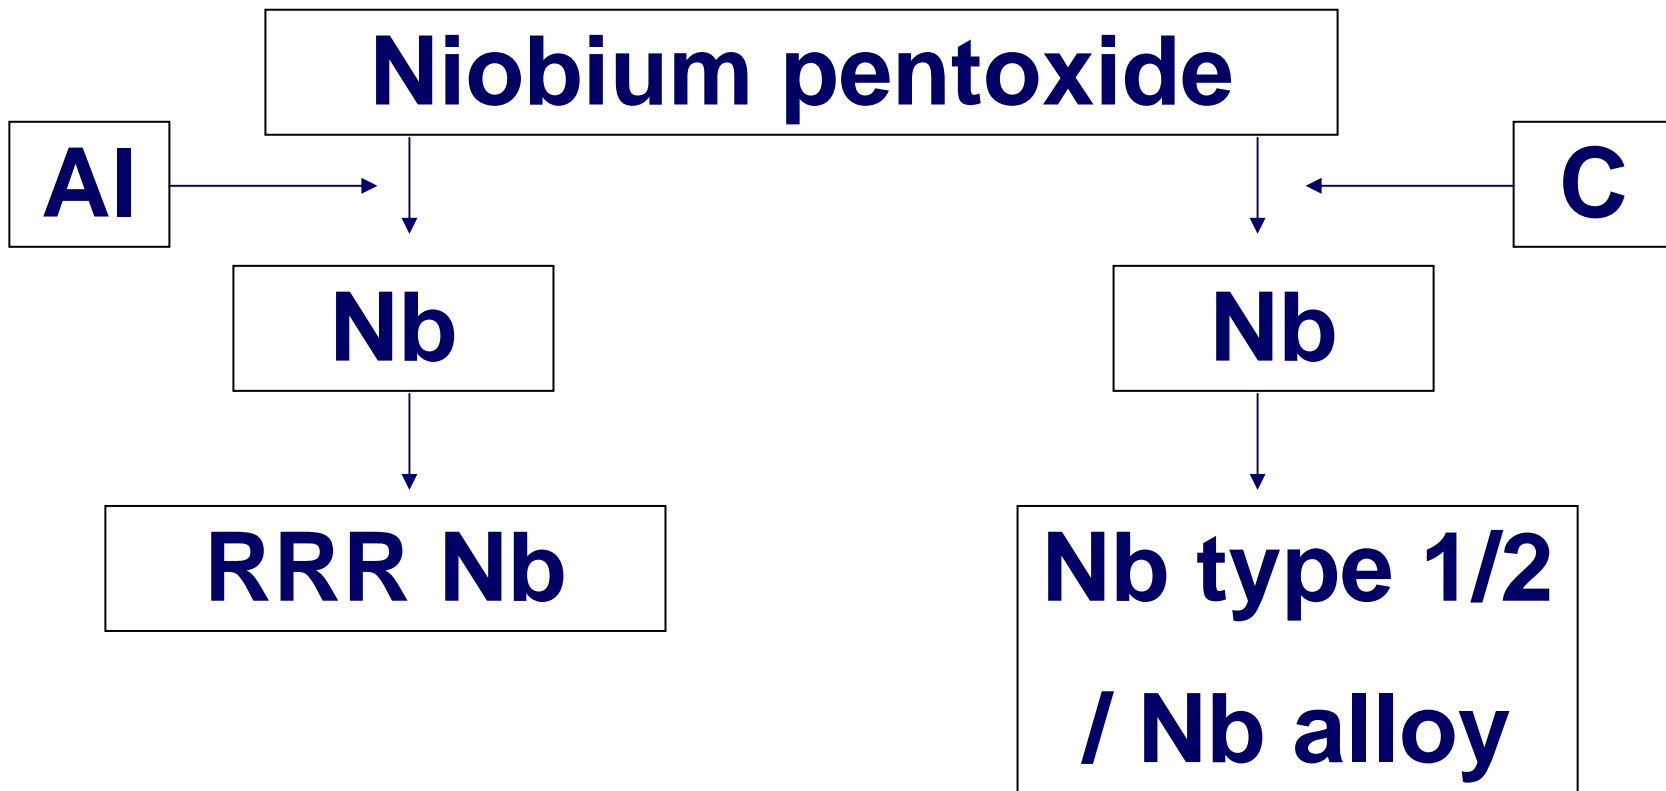 Niobium pentoxide
Al
C
Nb
Nb
RRR Nb
Nb type 1/2
/ Nb alloy